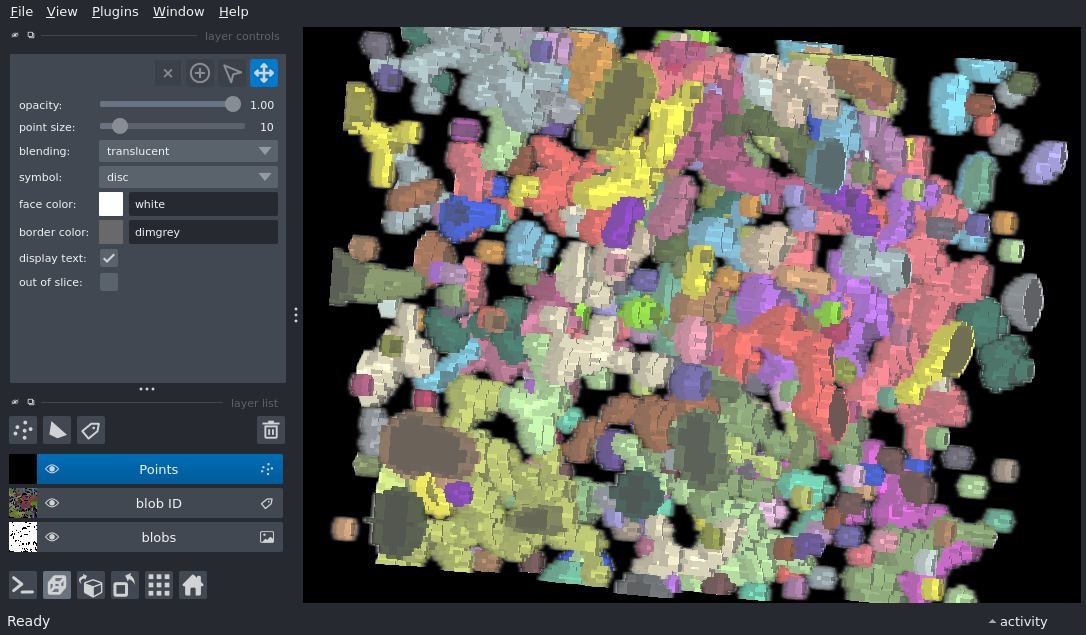 File View Plugins Window Help
layer controls
opacity: 1.00
point size: 10
blending: translucent
symbol: disc
face color: white
border color: dimgrey
display text:
out of slice:
layer list
Points
blob ID
blobs
Ready
activity